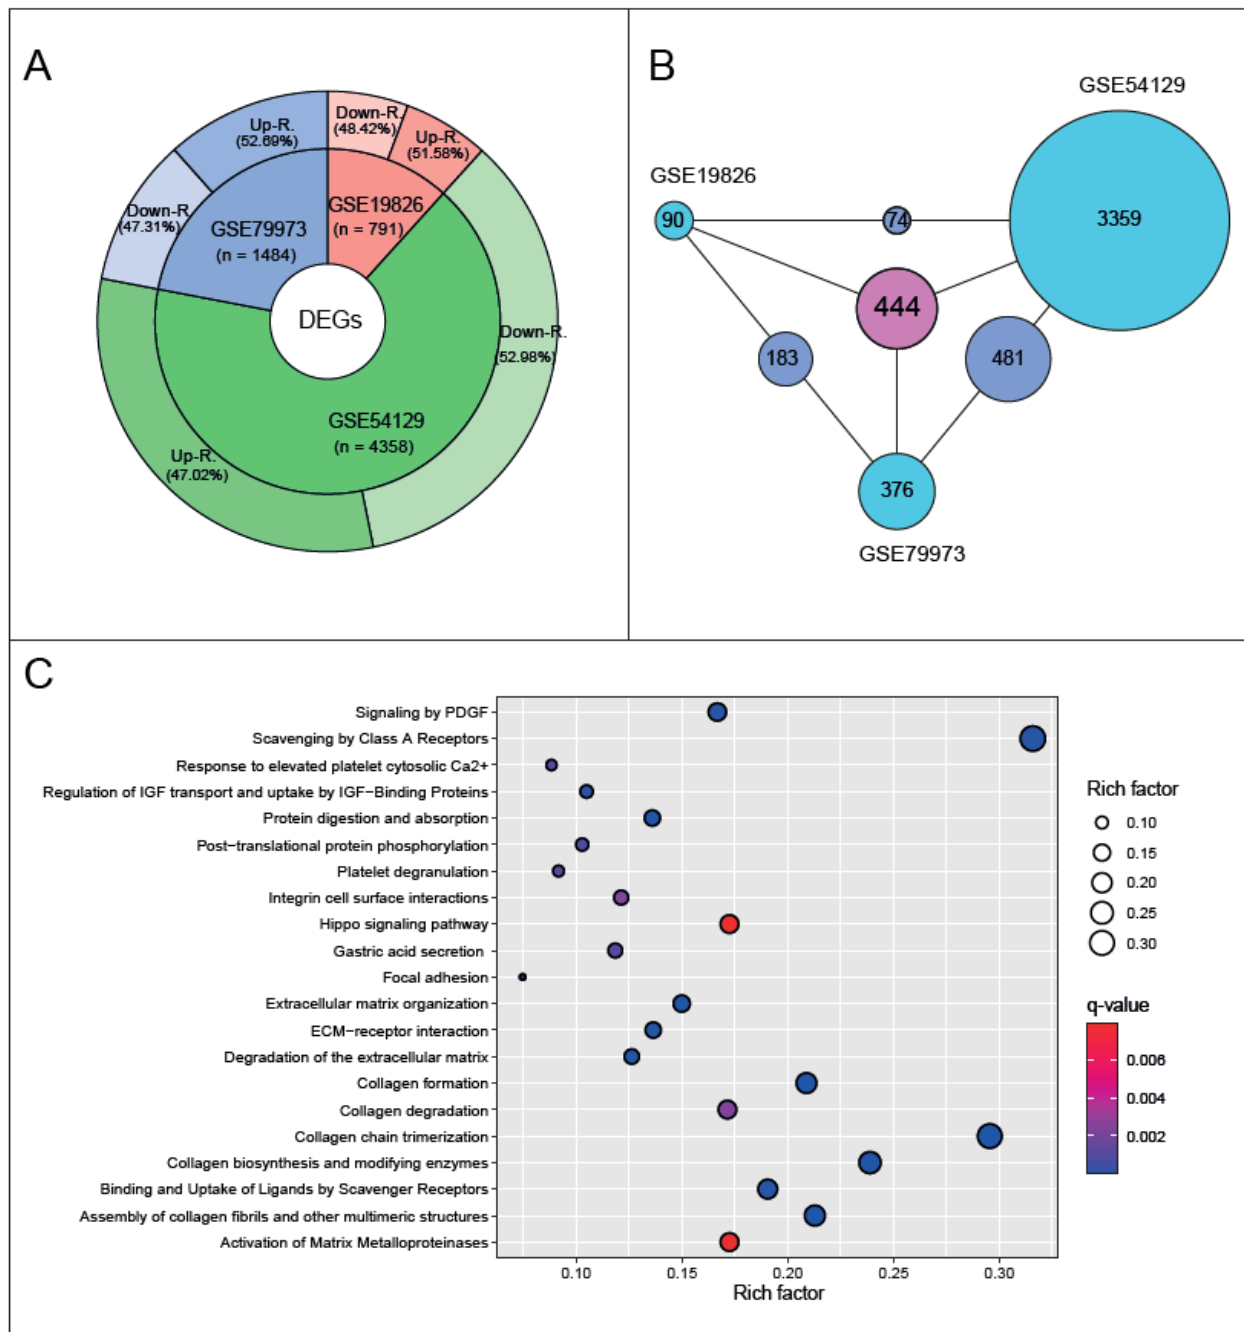 A
Down-R.
(48.42%)
Up-R.
(51.58%)
Up-R.
(52.69%)
Down-R.
(47.31%)
GSE19826
(n = 791)
GSE79973
(n = 1484)
DEGs
Down-R.
(52.98%)
GSE54129
(n = 4358)
Up-R.
(47.02%)
B
GSE54129
GSE19826
90
74
3359
444
183
481
376
GSE79973
C
Signaling by PDGF
Scavenging by Class A Receptors
Response to elevated platelet cytosolic Ca2+
Regulation of IGF transport and uptake by IGF-Binding Proteins
Protein digestion and absorption
Post-translational protein phosphorylation
Platelet degranulation
Integrin cell surface interactions
Hippo signaling pathway
Gastric acid secretion
Focal adhesion
Extracellular matrix organization
ECM-receptor interaction
Degradation of the extracellular matrix
Collagen formation
Collagen degradation
Collagen chain trimerization
Collagen biosynthesis and modifying enzymes
Binding and Uptake of Ligands by Scavenger Receptors
Assembly of collagen fibrils and other multimeric structures
Activation of Matrix Metalloproteinases
0.10 0.15 0.20 0.25 0.30
Rich factor
Rich factor
0.10
0.15
0.20
0.25
0.30
q-value
0.006
0.004
0.002